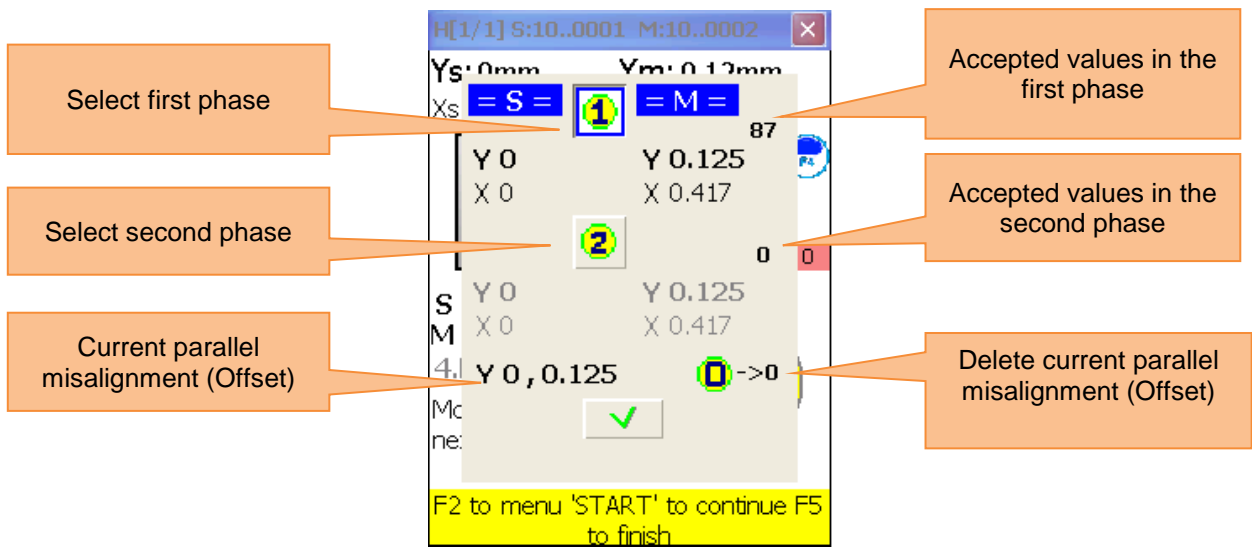 H[1/1] S:10..0001 M:10..0002
Ys: 0mm Ym: 0.12mm
Select first phase
Accepted values in the
first phase
Xs = S = 1 = M =
87
Y 0 Y 0.125
F4
X 0 X 0.417
Select second phase
Accepted values in the
second phase
2
0 0
Y 0 Y 0.125
S
X 0 X 0.417
M
Current parallel
misalignment (Offset)
Delete current parallel
misalignment (Offset)
4.
Y 0 , 0.125 0 ->0
F2 to menu 'START' to continue F5
to finish